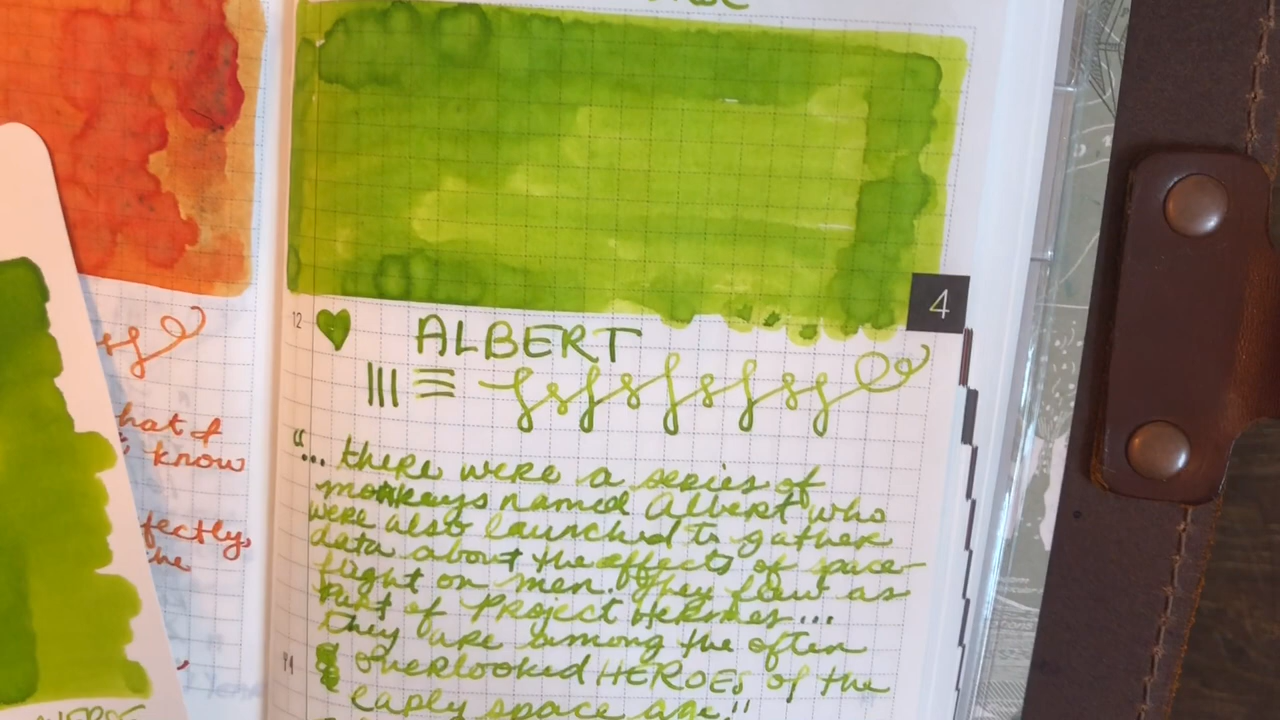 hat I
know
fectly,
the
4
12
ALBERT
"... there were a series of
monkeys named Albert who
were also launched to gather
data about the effects of space-
flight on men. They flew as
part of Project Hermes...
they are among the often
14 overlooked HEROES of the
early space age."